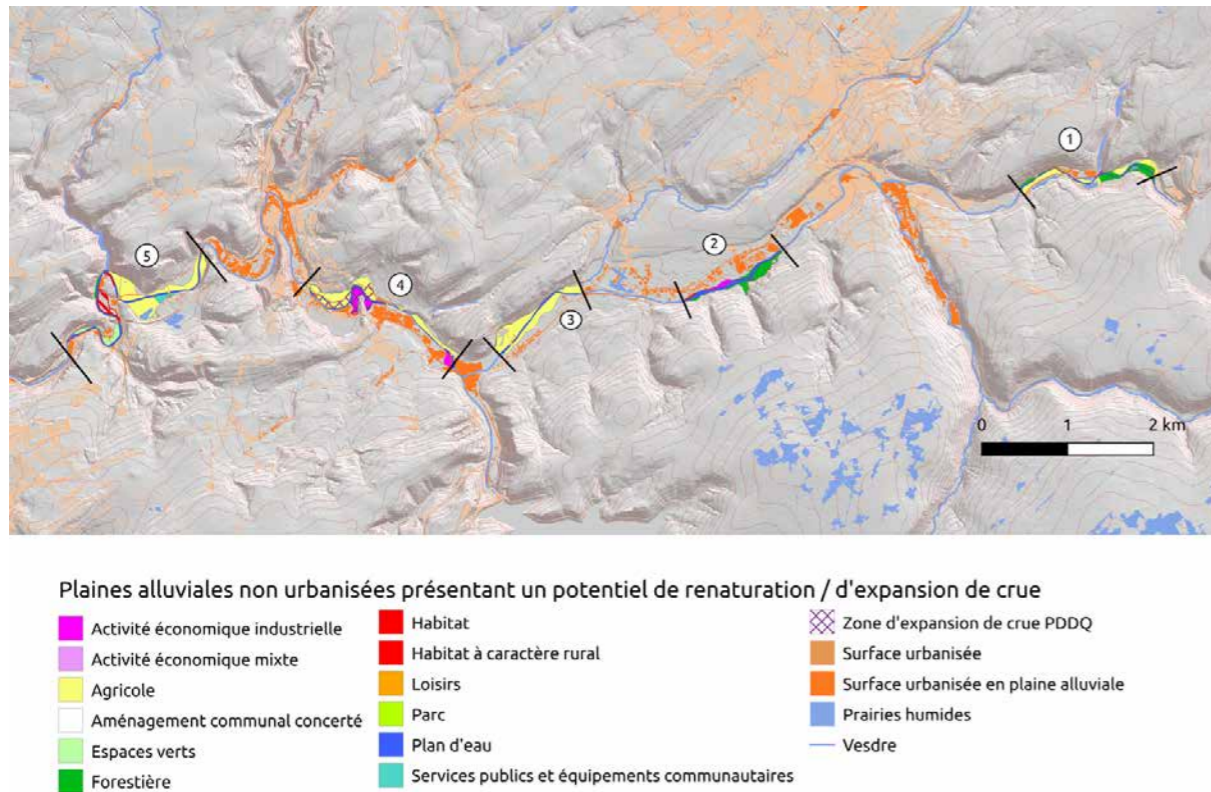 1
2
5
4
3
0 1 2 km
Plaines alluviales non urbanisées présentant un potentiel de renaturation / d'expansion de crue
Activité économique industrielle
Activité économique mixte
Agricole
Aménagement communal concerté
Espaces verts
Forestière
Habitat
Habitat à caractère rural
Loisirs
Parc
Plan d'eau
Services publics et équipements communautaires
Zone d'expansion de crue PDDQ
Surface urbanisée
Surface urbanisée en plaine alluviale
Prairies humides
Vesdre